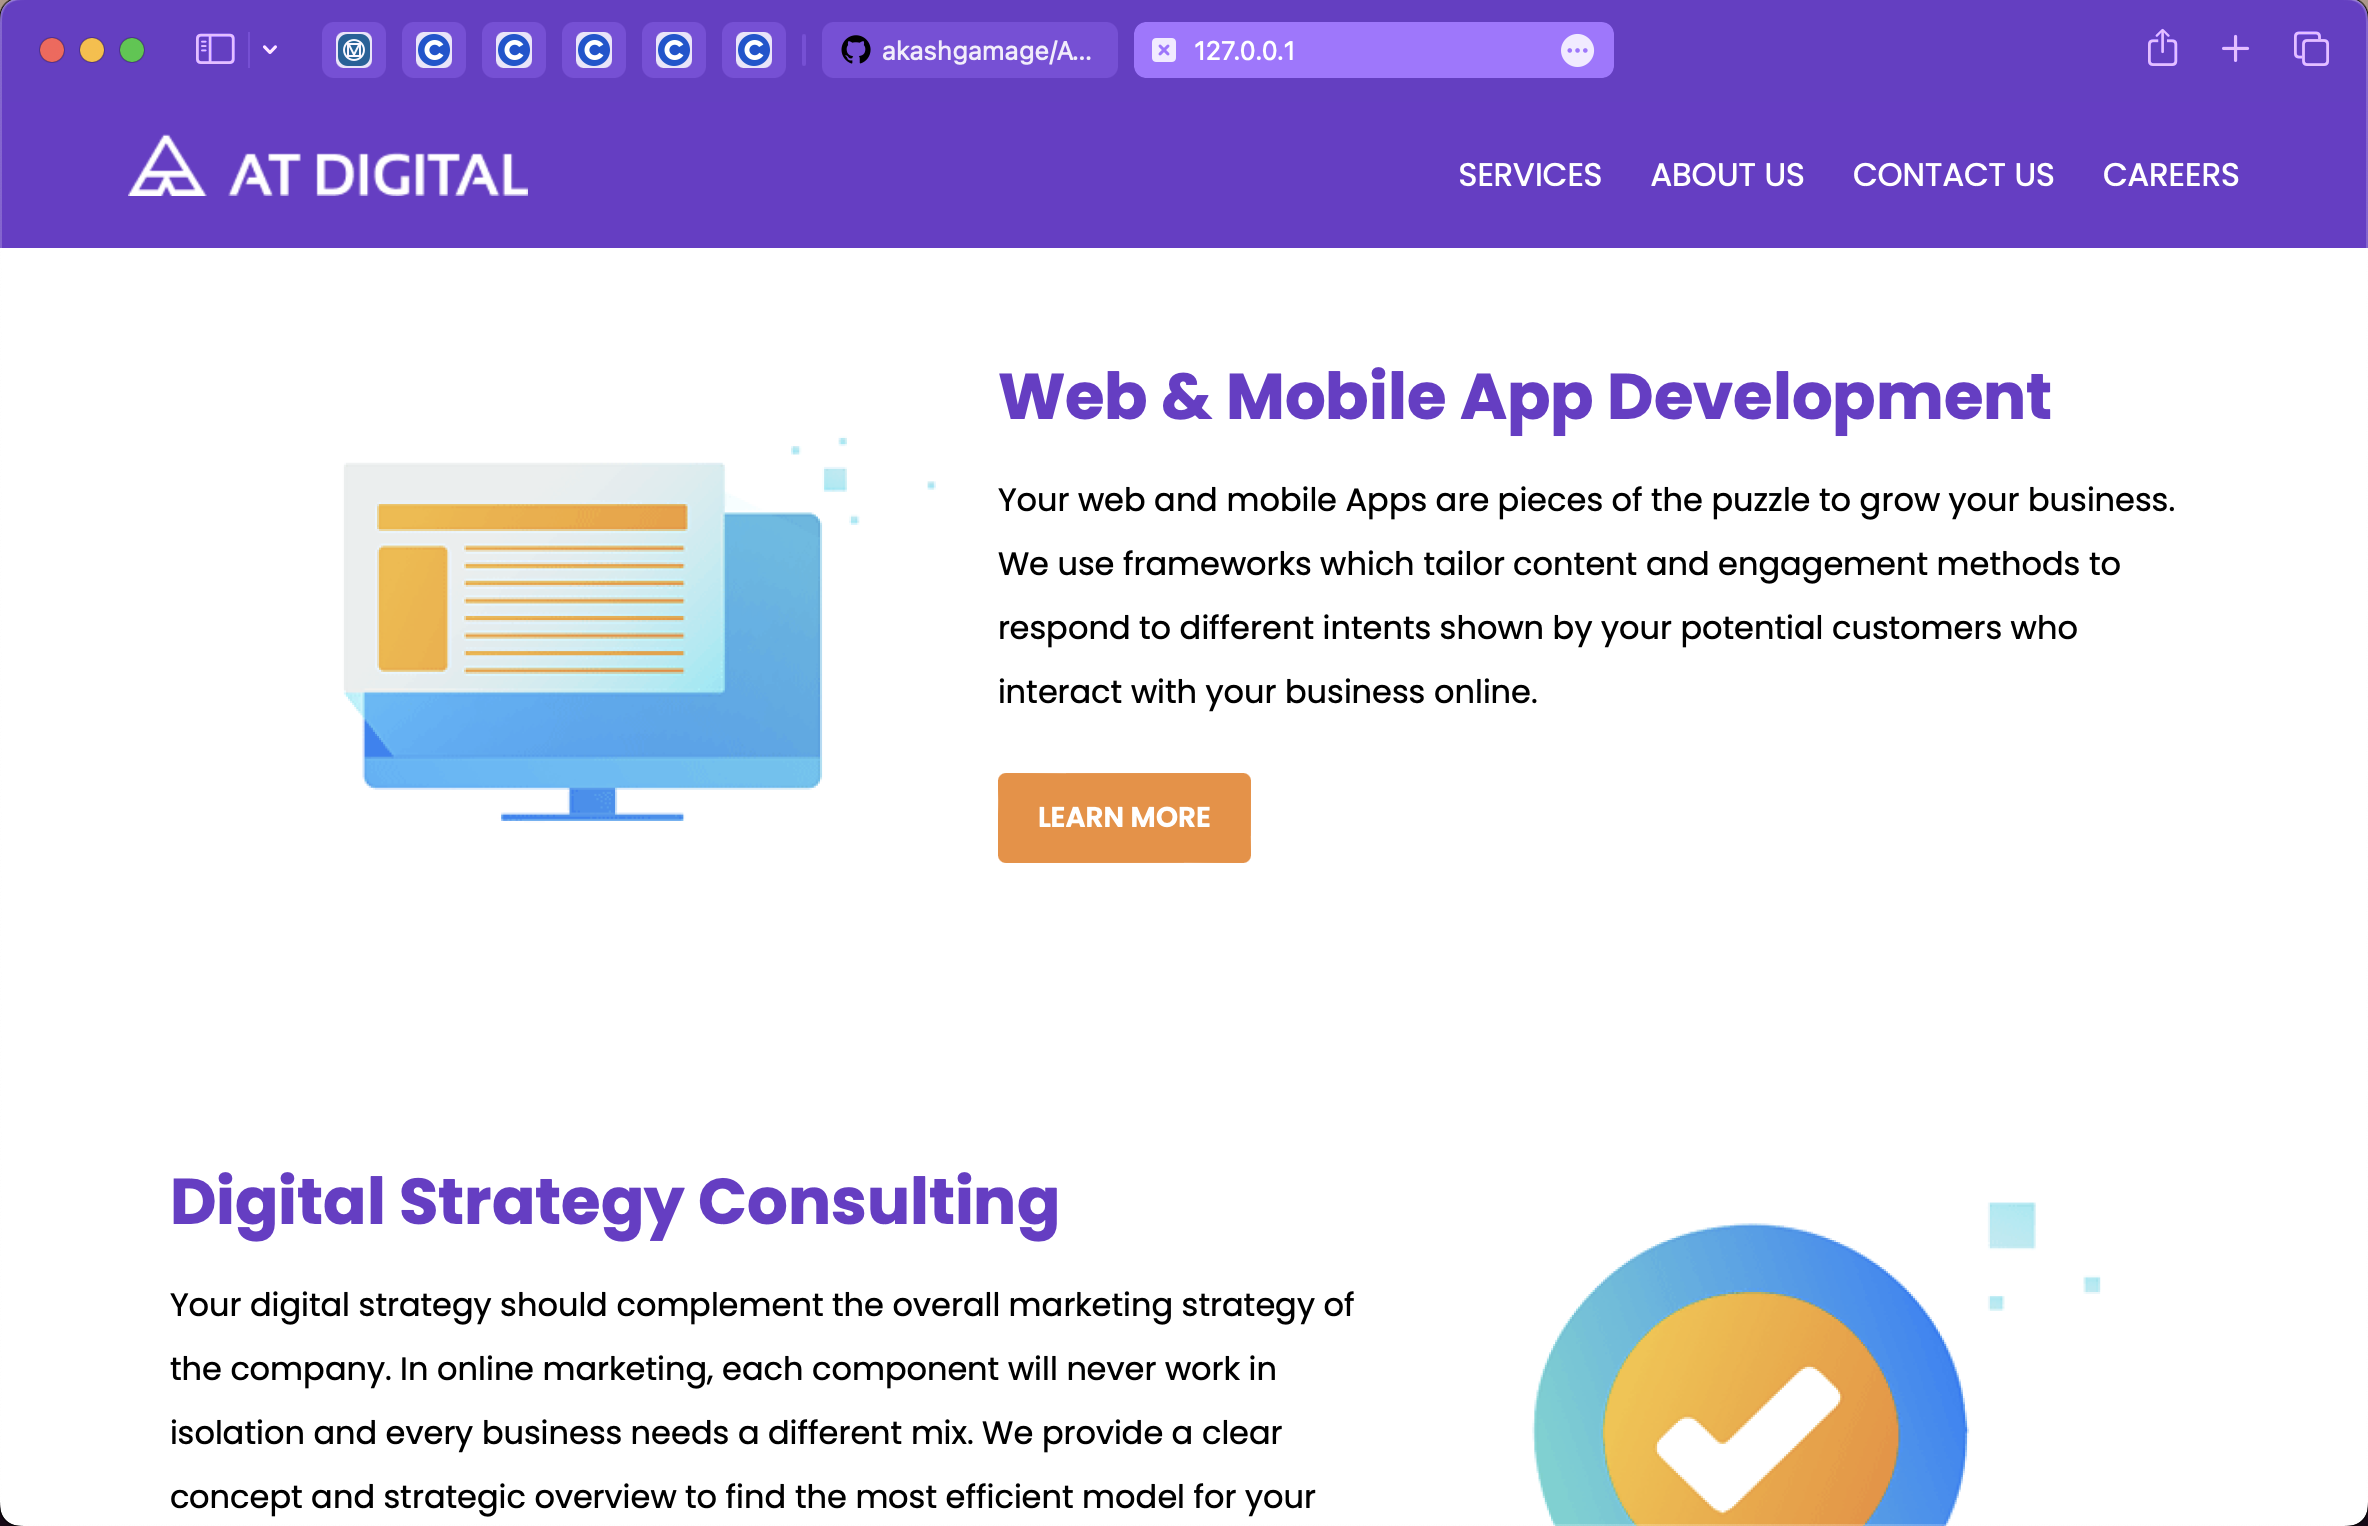 akashgamage/A...
127.0.0.1
AT DIGITAL
SERVICES ABOUT US CONTACT US CAREERS
Web & Mobile App Development
Your web and mobile Apps are pieces of the puzzle to grow your business.
We use frameworks which tailor content and engagement methods to
respond to different intents shown by your potential customers who
interact with your business online.
LEARN MORE
Digital Strategy Consulting
Your digital strategy should complement the overall marketing strategy of
the company. In online marketing, each component will never work in
isolation and every business needs a different mix. We provide a clear
concept and strategic overview to find the most efficient model for your